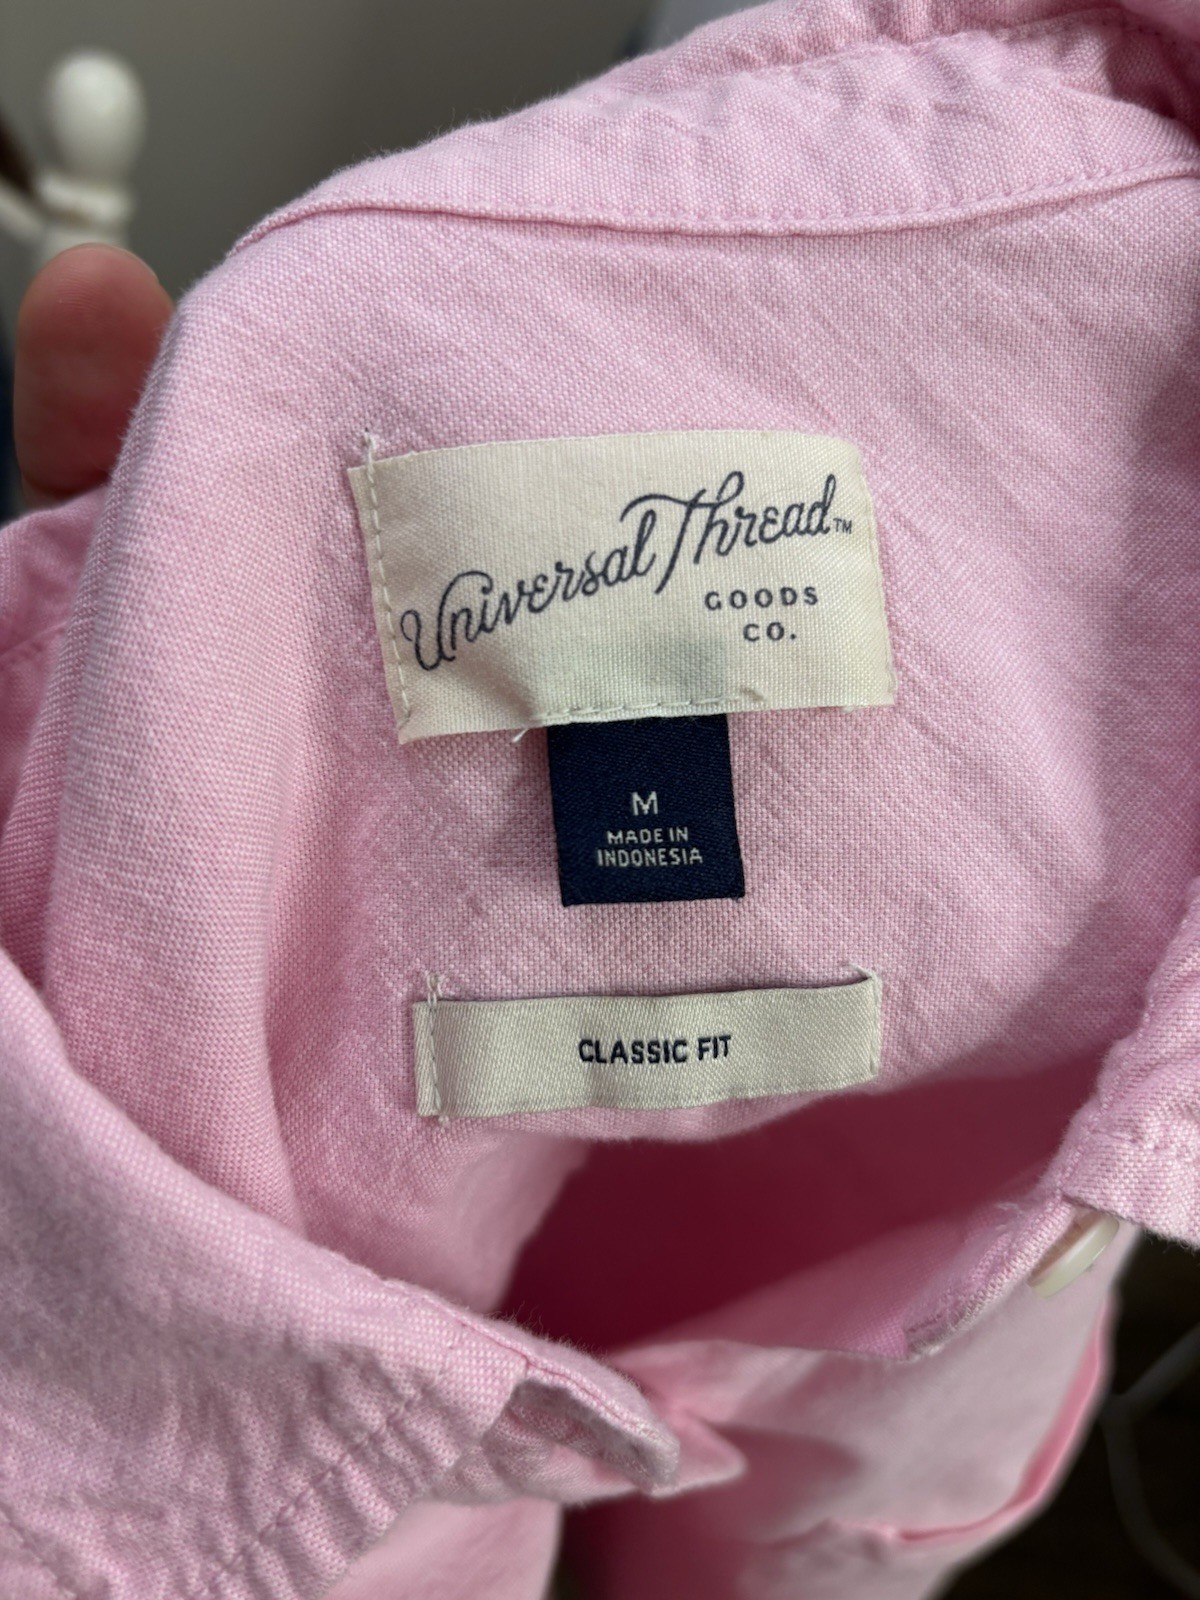 Universal Thread™
GOODS
CO.
M
MADE IN
INDONESIA
CLASSIC FIT